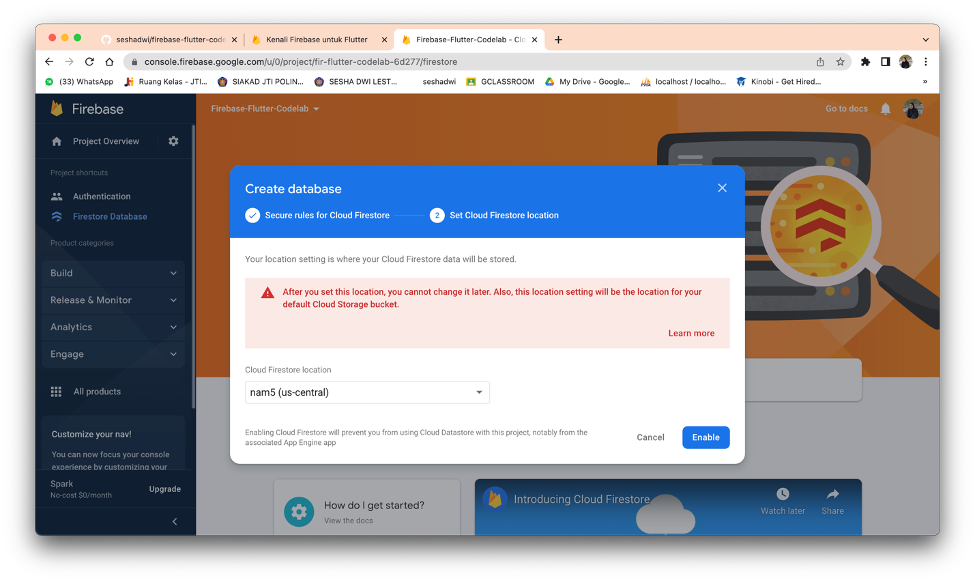 seshadwi/firebase-flutter-code
Kenali Firebase untuk Flutter
Firebase-Flutter-Codelab - Clo
console.firebase.google.com/u/0/project/fir-flutter-codelab-6d277/firestore
(33) WhatsApp
Ruang Kelas - JTI...
SIAKAD JTI POLIN...
SESHA DWI LEST...
seshadwi
GCLASSROOM
My Drive - Google...
localhost / localho...
Kinobi - Get Hired...
»
Firebase
Firebase-Flutter-Codelab
Go to docs
Project Overview
Project shortcuts
Authentication
Firestore Database
Product categories
Build
Release & Monitor
Analytics
Engage
All products
Customize your nav!
You can now focus your console
experience by customizing your
Spark
No-cost $0/month
Upgrade
Create database
Secure rules for Cloud Firestore
2
Set Cloud Firestore location
Your location setting is where your Cloud Firestore data will be stored.
After you set this location, you cannot change it later. Also, this location setting will be the location for your
default Cloud Storage bucket.
Learn more
Cloud Firestore location
nam5 (us-central)
Enabling Cloud Firestore will prevent you from using Cloud Datastore with this project, notably from the
associated App Engine app
Cancel
Enable
How do I get started?
View the docs
Introducing Cloud Firestore
Watch later
Share